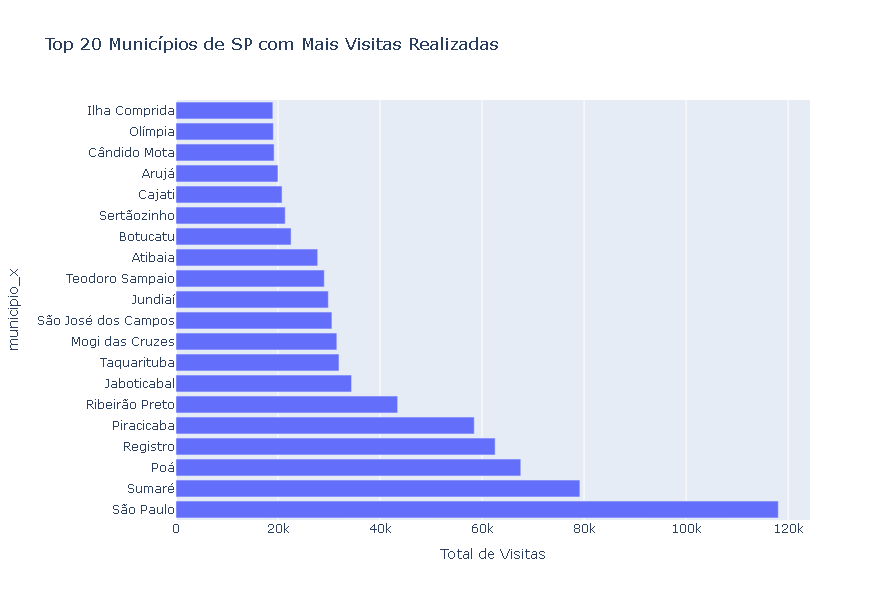 Top 20 Municípios de SP com Mais Visitas Realizadas
municipio_x
Ilha Comprida
Olímpia
Cândido Mota
Arujá
Cajati
Sertãozinho
Botucatu
Atibaia
Teodoro Sampaio
Jundiaí
São José dos Campos
Mogi das Cruzes
Taquarituba
Jaboticabal
Ribeirão Preto
Piracicaba
Registro
Poá
Sumaré
São Paulo
0 20k 40k 60k 80k 100k 120k
Total de Visitas